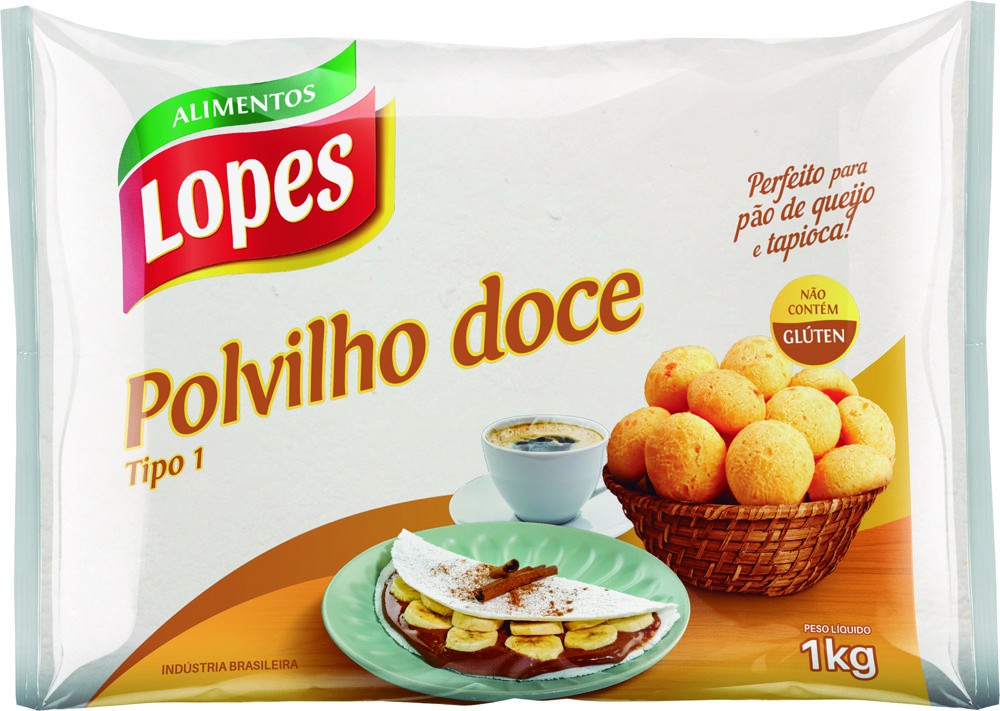 ALIMENTOS
Lopes
Perfeito para
pão de queijo
e tapioca!
NÃO
CONTÉM
GLÚTEN
Polvilho doce
Tipo 1
PESO LÍQUIDO
1kg
INDÚSTRIA BRASILEIRA